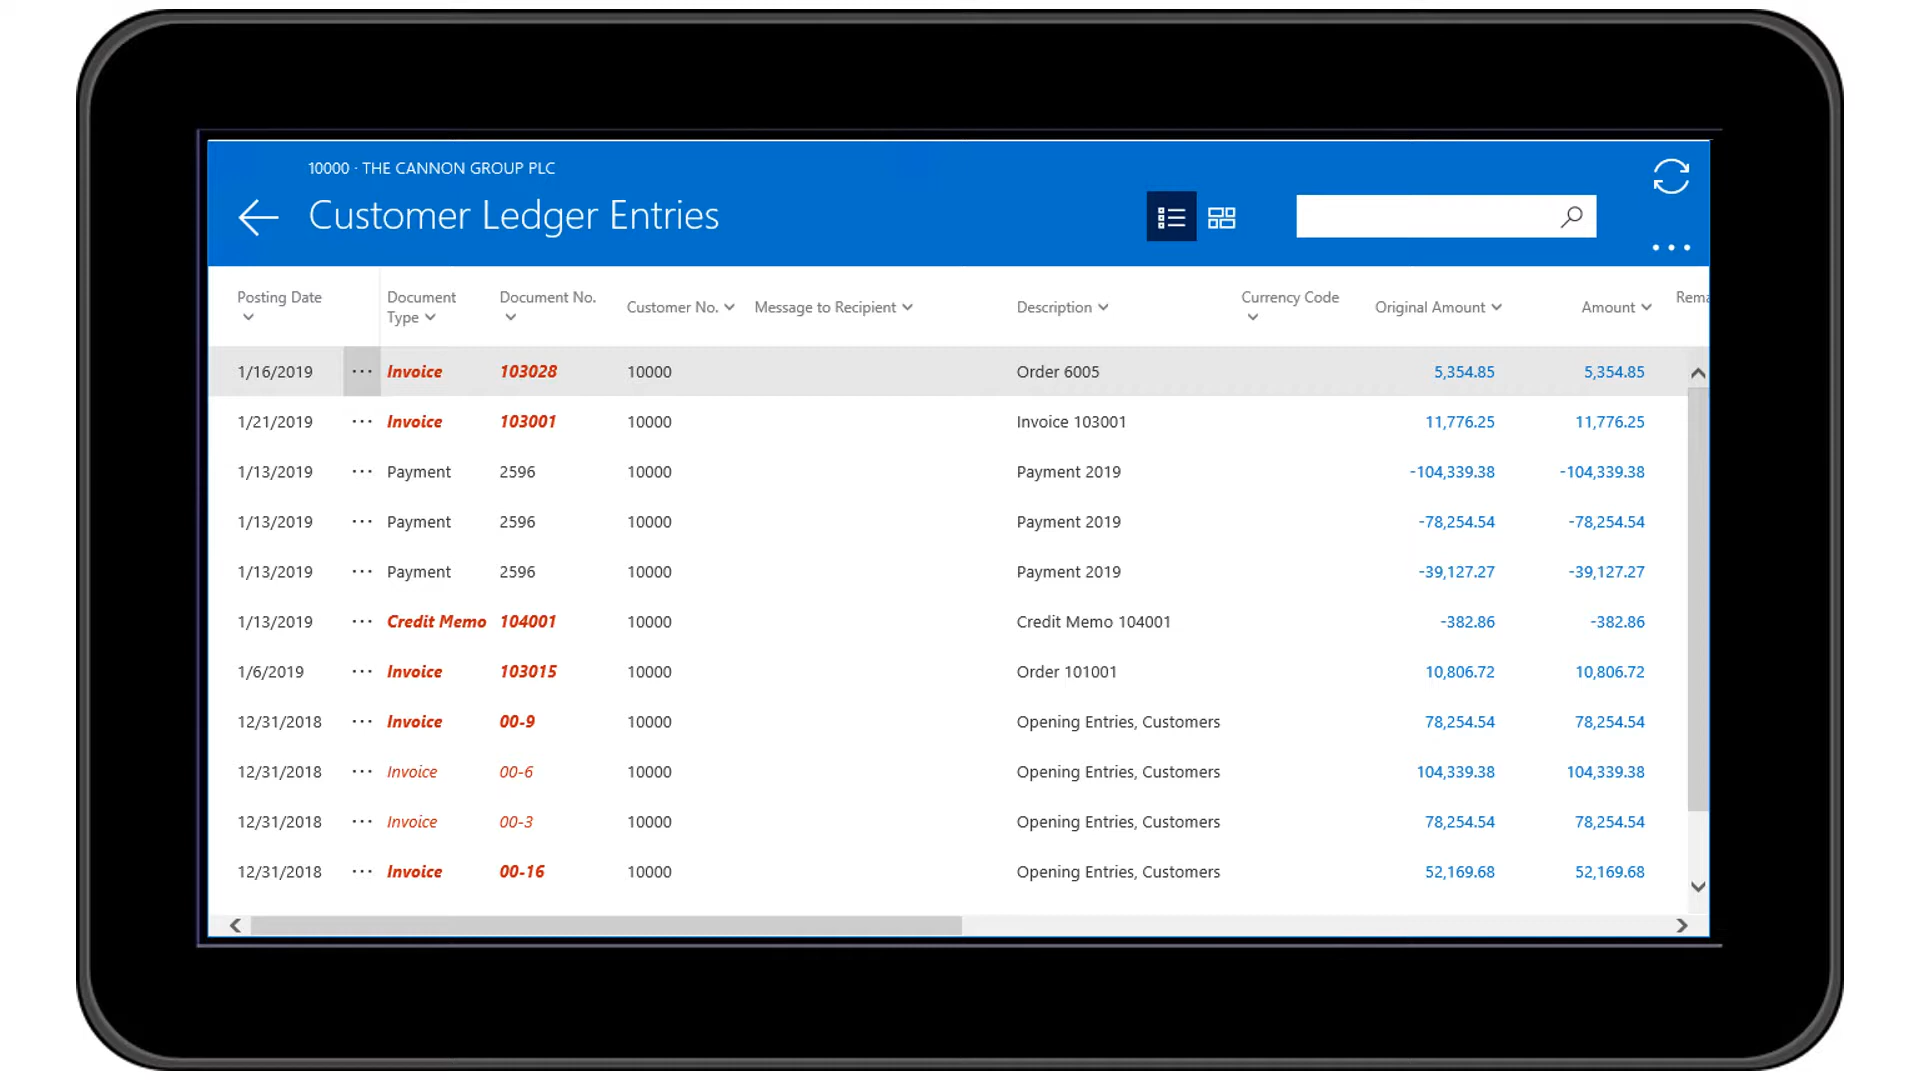 10000 · THE CANNON GROUP PLC
Customer Ledger Entries
Posting Date Document Type Document No. Customer No. Message to Recipient Description Currency Code Original Amount Amount Rema
1/16/2019 ··· Invoice 103028 10000 Order 6005 5,354.85 5,354.85
1/21/2019 ··· Invoice 103001 10000 Invoice 103001 11,776.25 11,776.25
1/13/2019 ··· Payment 2596 10000 Payment 2019 -104,339.38 -104,339.38
1/13/2019 ··· Payment 2596 10000 Payment 2019 -78,254.54 -78,254.54
1/13/2019 ··· Payment 2596 10000 Payment 2019 -39,127.27 -39,127.27
1/13/2019 ··· Credit Memo 104001 10000 Credit Memo 104001 -382.86 -382.86
1/6/2019 ··· Invoice 103015 10000 Order 101001 10,806.72 10,806.72
12/31/2018 ··· Invoice 00-9 10000 Opening Entries, Customers 78,254.54 78,254.54
12/31/2018 ··· Invoice 00-6 10000 Opening Entries, Customers 104,339.38 104,339.38
12/31/2018 ··· Invoice 00-3 10000 Opening Entries, Customers 78,254.54 78,254.54
12/31/2018 ··· Invoice 00-16 10000 Opening Entries, Customers 52,169.68 52,169.68